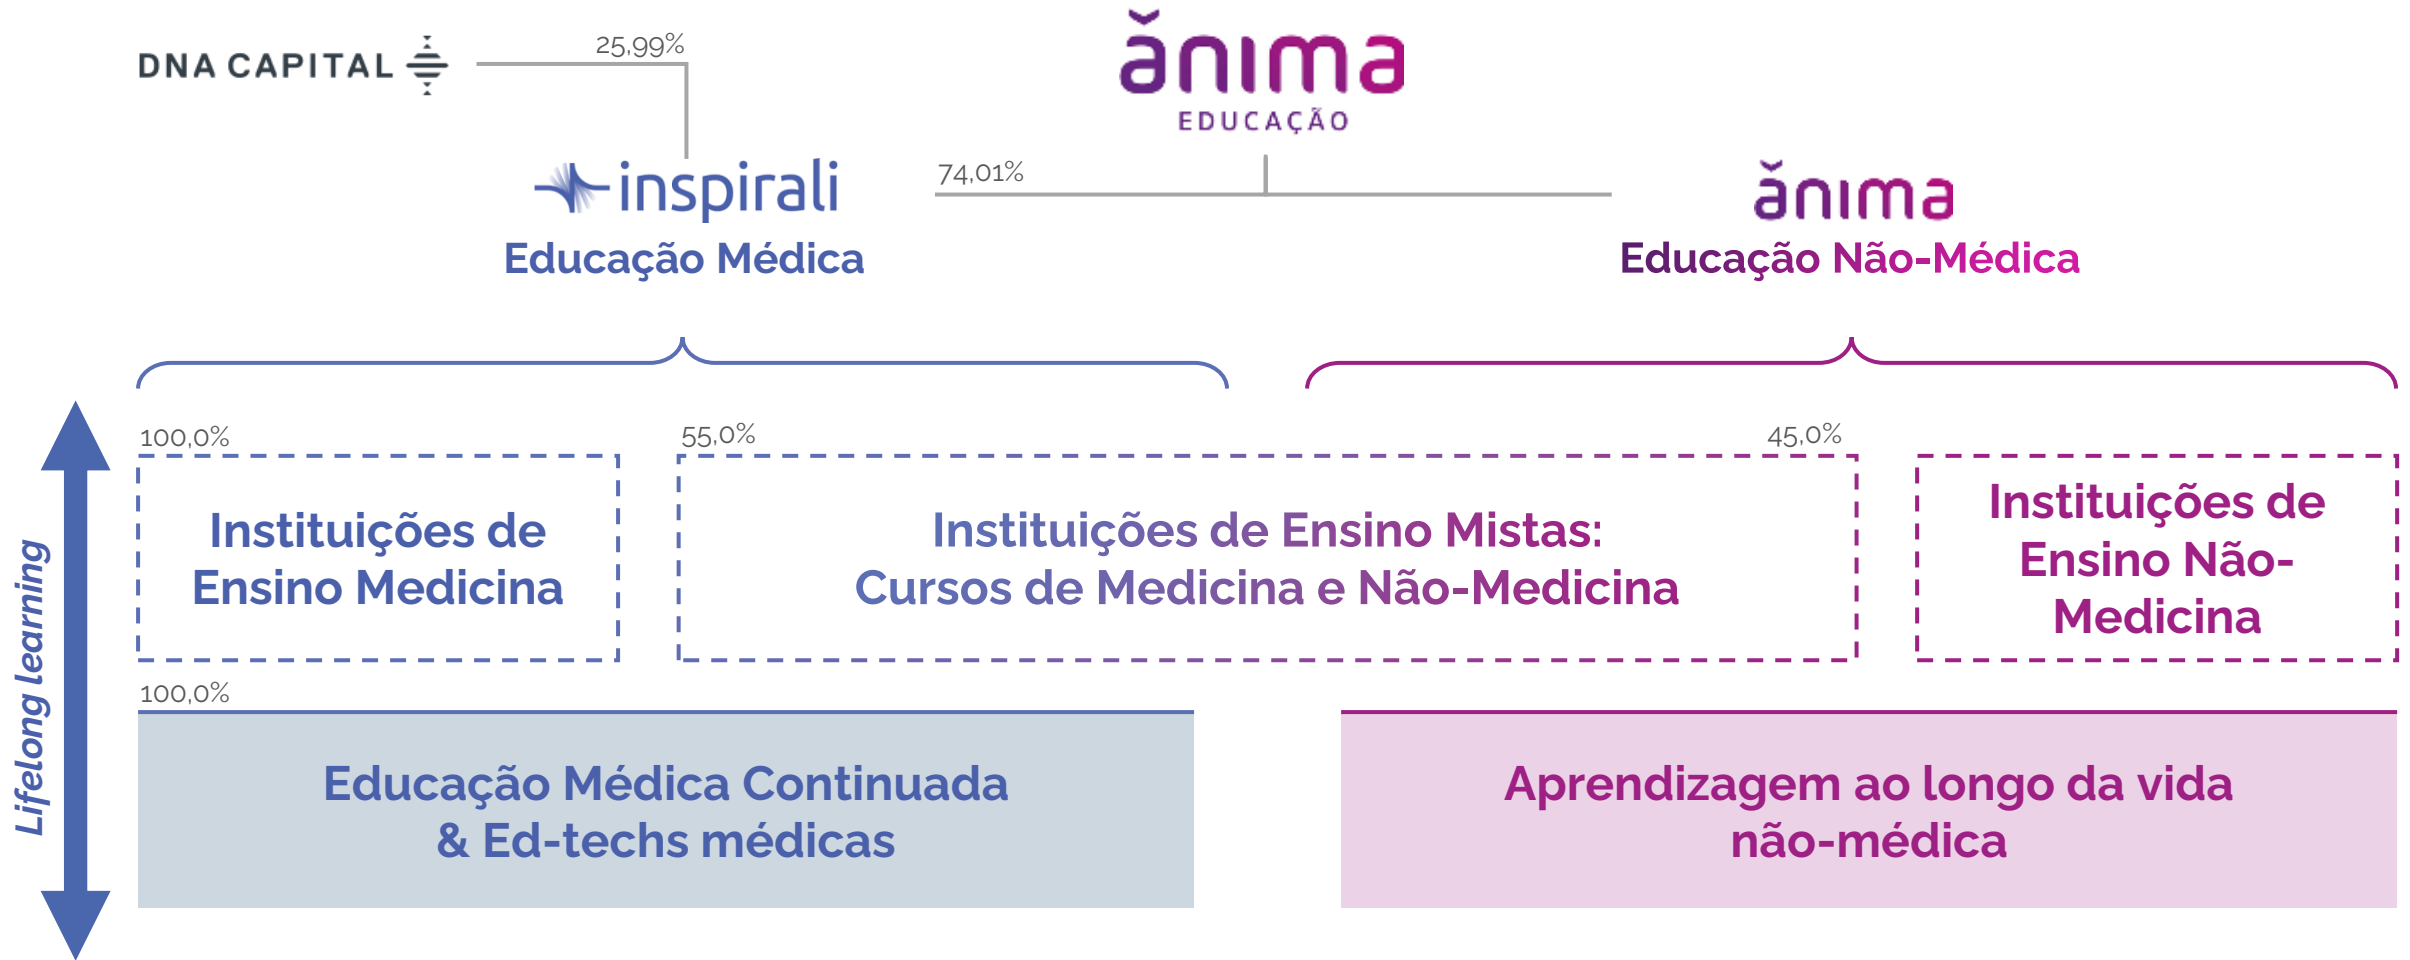 DNA CAPITAL
25,99%
ănima
EDUCAÇÃO
inspirali
74,01%
ănima
Educação Médica
Educação Não-Médica
Lifelong learning
100,0%
55,0%
45,0%
Instituições de
Ensino Medicina
Instituições de Ensino Mistas:
Cursos de Medicina e Não-Medicina
Instituições de
Ensino Não-
Medicina
100,0%
Educação Médica Continuada
& Ed-techs médicas
Aprendizagem ao longo da vida
não-médica